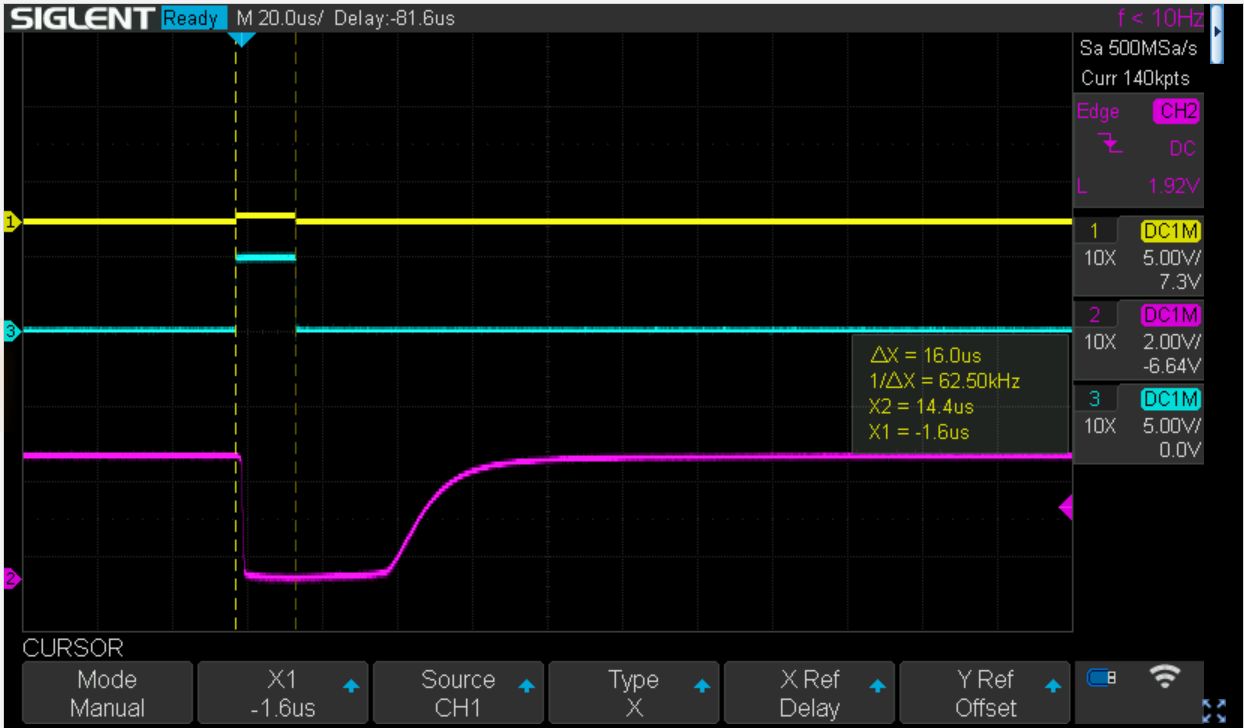 SIGLENT Ready M 20.0us/ Delay:-81.6us f < 10Hz
Sa 500MSa/s
Curr 140kpts
Edge CH2
DC
L 1.92V
1 DC1M
10X 5.00V/
7.3V
2 DC1M
10X 2.00V/
-6.64V
3 DC1M
10X 5.00V/
0.0V
1
3
2
△X = 16.0us
1/△X = 62.50kHz
X2 = 14.4us
X1 = -1.6us
CURSOR
Mode X1 Source Type X Ref Y Ref
Manual -1.6us CH1 X Delay Offset